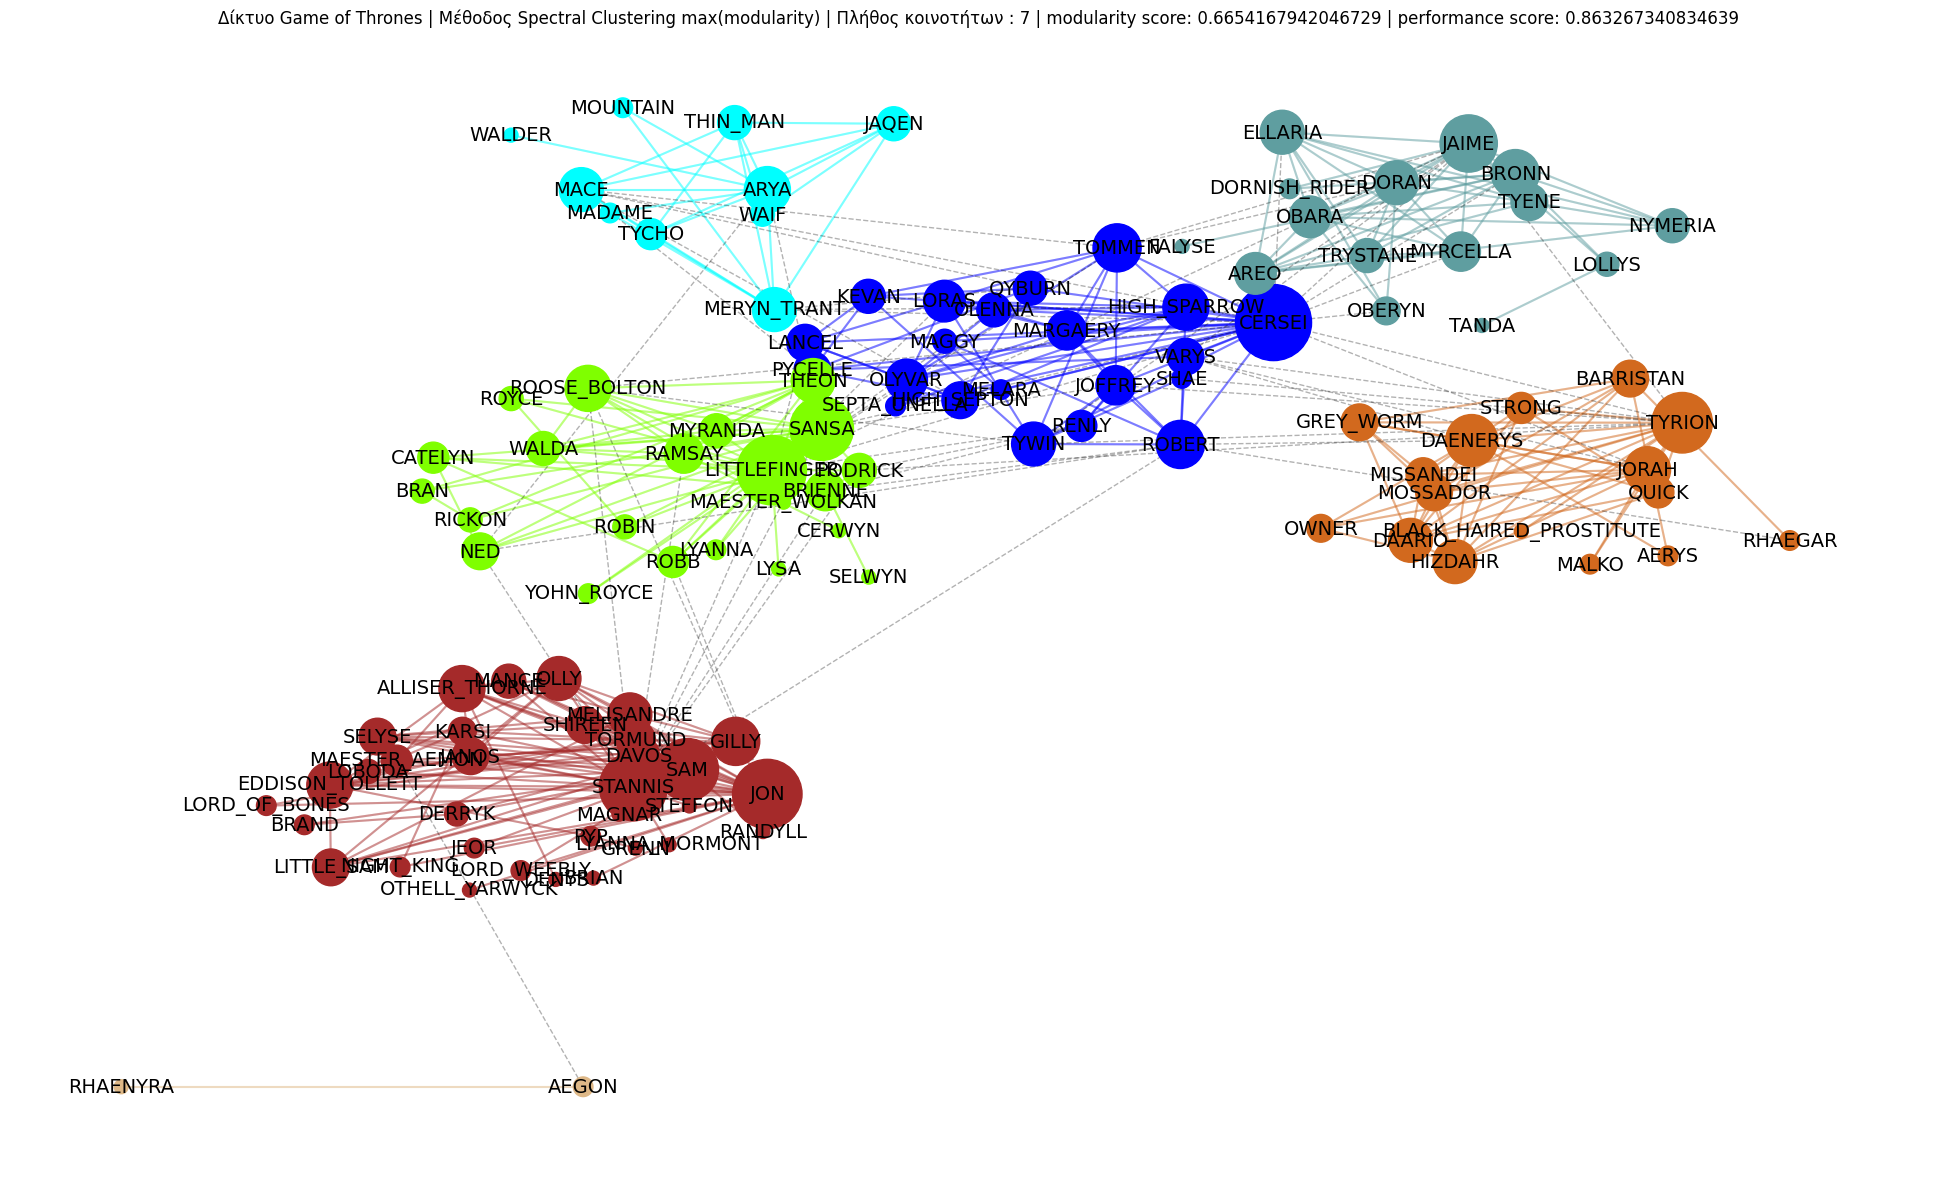 Δίκτυο Game of Thrones | Μέθοδος Spectral Clustering max(modularity) | Πλήθος κοινοτήτων : 7 | modularity score: 0.6654167942046729 | performance score: 0.863267340834639
MOUNTAIN
WALDER
THIN_MAN
JAQEN
MACE
ARYA
MADAME
WAIF
TYCHO
MERYN_TRANT
ELLARIA
JAIME
BRONN
DORAN
DORNISH_RIDER
TYENE
OBARA
NYMERIA
TRYSTANE
MYRCELLA
LOLLYS
AREO
OBERYN
TANDA
TOMMEN
KEVAN
QYBURN
LORAS
OLENNA
HIGH_SPARROW
CERSEI
MARGAERY
MAGGY
LANCEL
VARYS
PYCELLE
OLYVAR
SHAE
JOFFREY
MELARA
HIGH_SEPTON
SEPTA_UNELLA
RENLY
TYWIN
ROBERT
THEON
ROOSE_BOLTON
ROYCE
SANSA
MYRANDA
WALDA
RAMSAY
CATELYN
LITTLEFINGER
PODRICK
BRAN
BRIENNE
MAESTER_WOLKAN
RICKON
ROBIN
CERWYN
NED
LYANNA
ROBB
LYSA
SELWYN
YOHN_ROYCE
BARRISTAN
STRONG
GREY_WORM
TYRION
DAENERYS
MISSANDEI
JORAH
MOSSADOR
QUICK
OWNER
BLACK_HAIRED_PROSTITUTE
DAARIO
RHAEGAR
HIZDAHR
MALKO
AERYS
ALLISER_THORNE
MANCE
OLLY
MELISANDRE
SHIREEN
SELYSE
KARSI
TORMUND
GILLY
MAESTER_AEMON
JANOS
DAVOS
LOBODA
SAM
EDDISON_TOLLETT
STANNIS
JON
LORD_OF_BONES
STEFFON
DERRYK
MAGNAR
BRAND
RANDYLL
PYP
LYANNA_MORMONT
JEOR
GRENN
LITTLE_SAM
NIGHT_KING
LORD_WEEBLY
DENYS
BRIAN
OTHELL_YARWYCK
RHAENYRA
AEGON